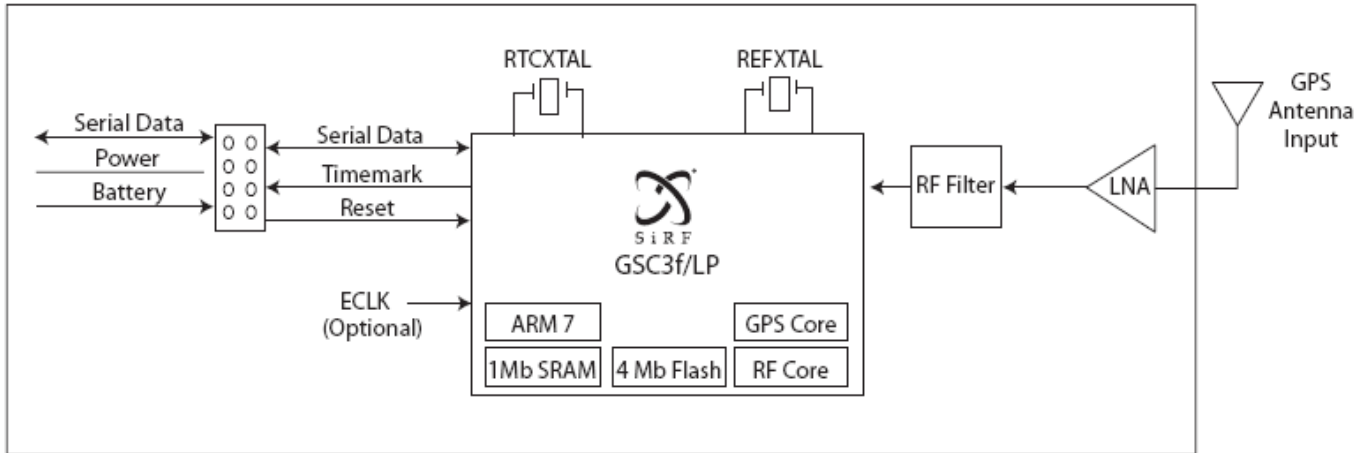 RTCXTAL
REFXTAL
GPS
Antenna
Input
Serial Data
Power
Battery
Serial Data
Timemark
Reset
SiRF
GSC3f/LP
RF Filter
LNA
ECLK
(Optional)
ARM 7
GPS Core
1Mb SRAM
4 Mb Flash
RF Core